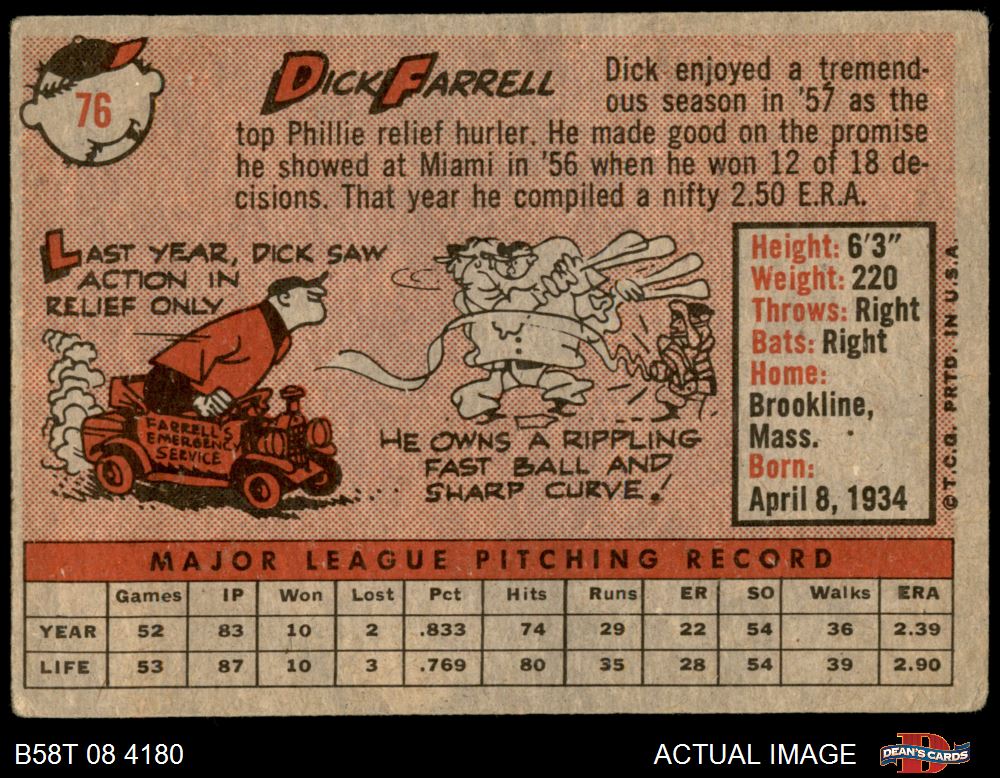 76
DICK FARRELL
Dick enjoyed a tremend-
ous season in '57 as the
top Phillie relief hurler. He made good on the promise
he showed at Miami in '56 when he won 12 of 18 de-
cisions. That year he compiled a nifty 2.50 E.R.A.
LAST YEAR, DICK SAW
ACTION IN
RELIEF ONLY
FARRELL'S
EMERGENCY
SERVICE
HE OWNS A RIPPLING
FAST BALL AND
SHARP CURVE!
Height: 6'3"
Weight: 220
Throws: Right
Bats: Right
Home:
Brookline,
Mass.
Born:
April 8, 1934
©T.C.G. PRTD. IN U.S.A.
MAJOR LEAGUE PITCHING RECORD
Games IP Won Lost Pct Hits Runs ER SO Walks ERA
YEAR 52 83 10 2 .833 74 29 22 54 36 2.39
LIFE 53 87 10 3 .769 80 35 28 54 39 2.90
B58T 08 4180 ACTUAL IMAGE D DEAN'S CARDS